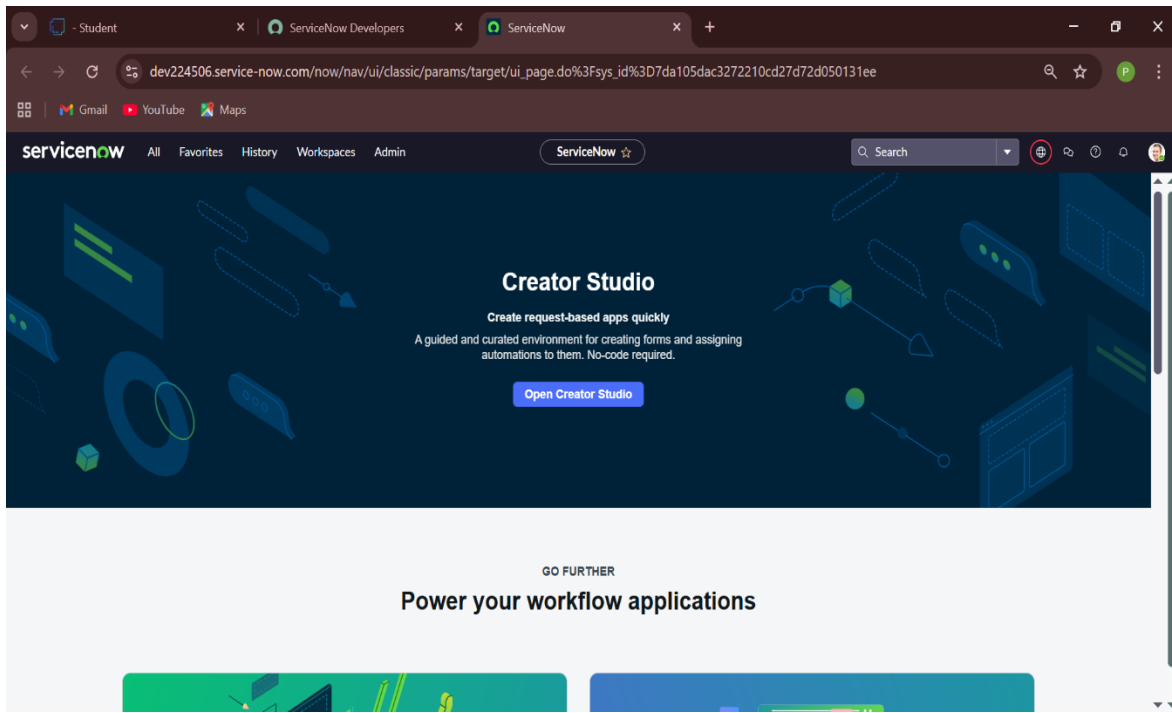 - Student
ServiceNow Developers
ServiceNow
dev224506.service-now.com/now/nav/ui/classic/params/target/ui_page.do%3Fsys_id%3D7da105dac3272210cd27d72d050131ee
P
Gmail
YouTube
Maps
servicenow
All
Favorites
History
Workspaces
Admin
ServiceNow
Search
Creator Studio
Create request-based apps quickly
A guided and curated environment for creating forms and assigning
automations to them. No-code required.
Open Creator Studio
GO FURTHER
Power your workflow applications